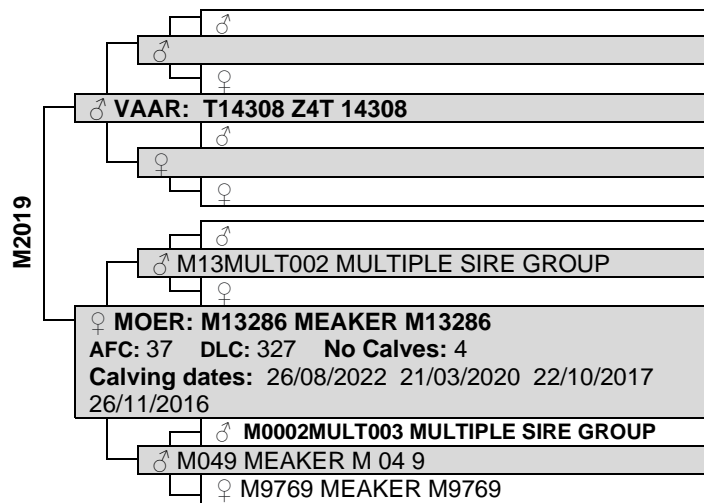 ♂
♂
♀
♂ VAAR: T14308 Z4T 14308
♂
♀
♀
M2019
♂
♂ M13MULT002 MULTIPLE SIRE GROUP
♀
♀ MOER: M13286 MEAKER M13286
AFC: 37 DLC: 327 No Calves: 4
Calving dates: 26/08/2022 21/03/2020 22/10/2017
26/11/2016
♂ M0002MULT003 MULTIPLE SIRE GROUP
♂ M049 MEAKER M 04 9
♀ M9769 MEAKER M9769